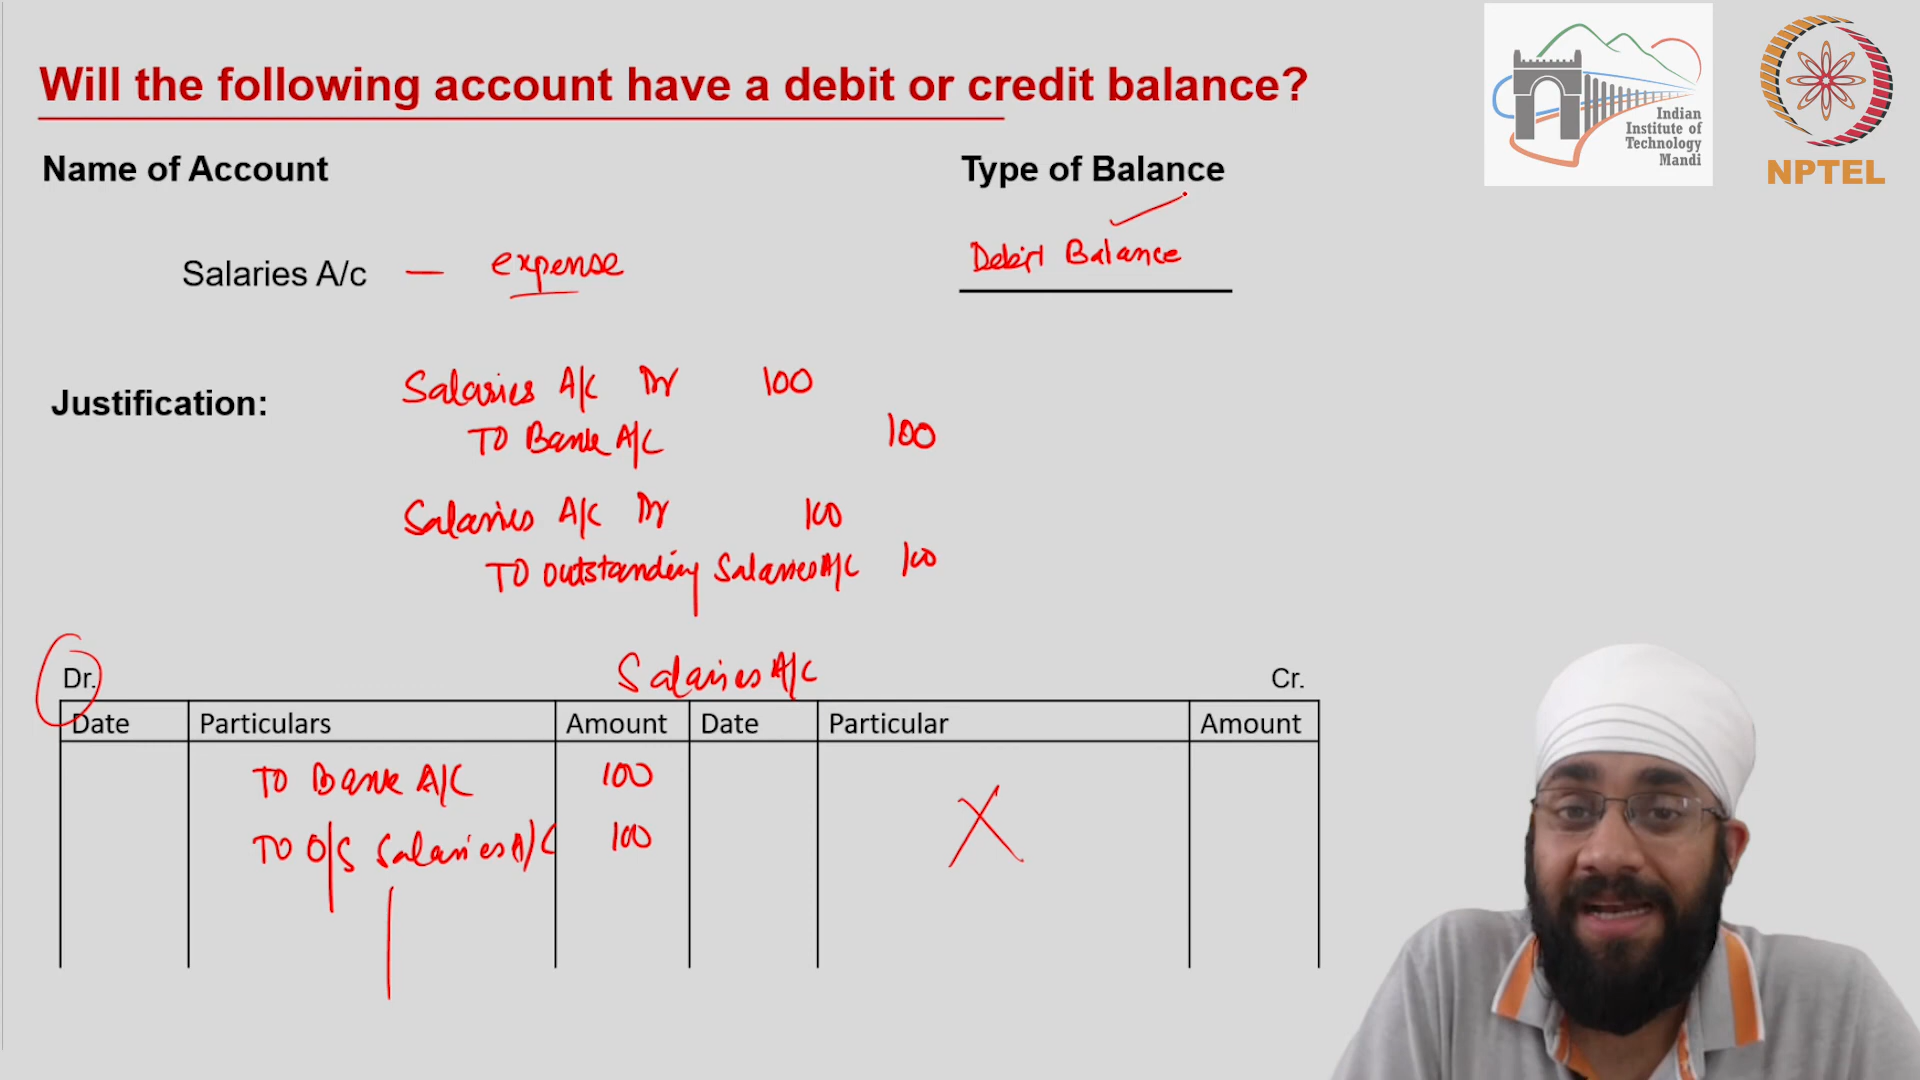 Will the following account have a debit or credit balance?
Indian
Institute of
Technology
Mandi
NPTEL
Name of Account
Type of Balance
Salaries A/c — expense
Debit Balance
Justification:
Salaries A/C Dr 100
To Bank A/C 100
Salaries A/C Dr 100
To Outstanding Salaries A/C 100
Dr.
Salaries A/C
Cr.
Date Particulars Amount Date Particular Amount
To Bank A/C 100
To O/S Salaries A/C 100